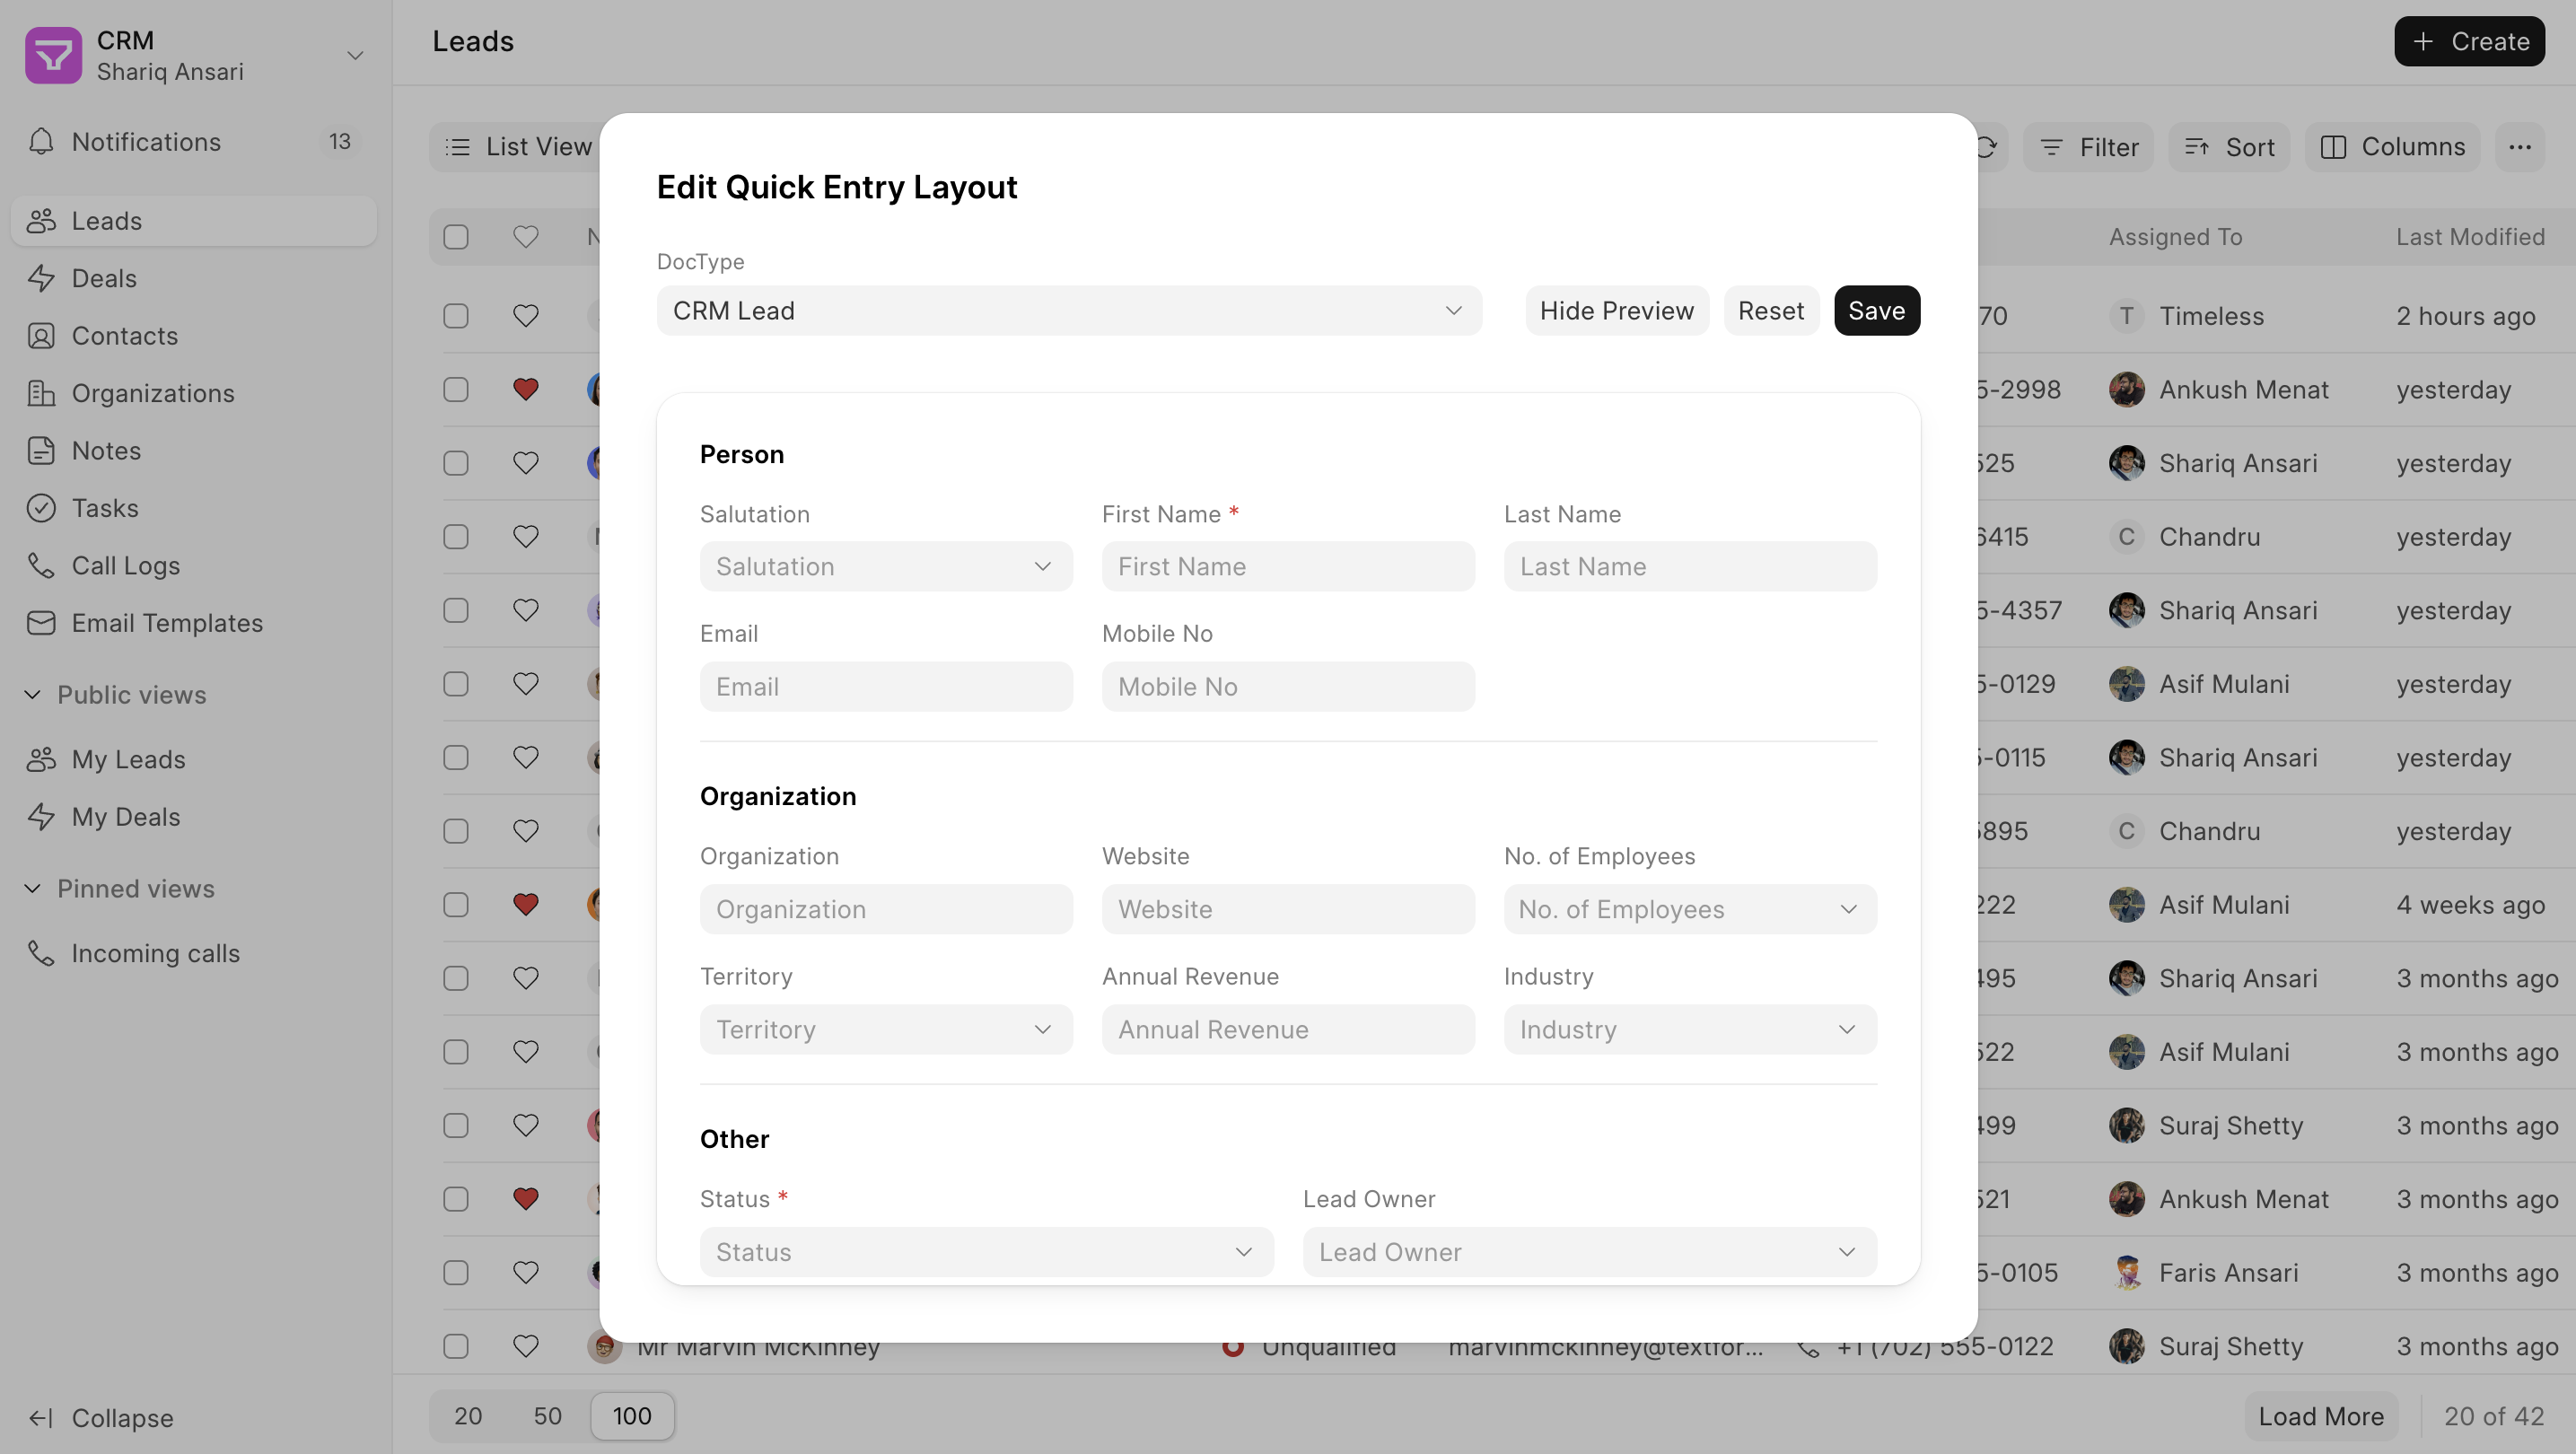 CRM
Shariq Ansari
Notifications 13
Leads
Deals
Contacts
Organizations
Notes
Tasks
Call Logs
Email Templates
Public views
My Leads
My Deals
Pinned views
Incoming calls
Collapse
Leads
Create
List View
Filter Sort Columns
Assigned To Last Modified
70 T Timeless 2 hours ago
5-2998 Ankush Menat yesterday
525 Shariq Ansari yesterday
6415 C Chandru yesterday
5-4357 Shariq Ansari yesterday
5-0129 Asif Mulani yesterday
5-0115 Shariq Ansari yesterday
5895 C Chandru yesterday
222 Asif Mulani 4 weeks ago
495 Shariq Ansari 3 months ago
522 Asif Mulani 3 months ago
499 Suraj Shetty 3 months ago
521 Ankush Menat 3 months ago
5-0105 Faris Ansari 3 months ago
Mr Marvin McKinney Unqualified marvinmckinney@textfor... +1 (702) 555-0122 Suraj Shetty 3 months ago
20 50 100
Load More 20 of 42
Edit Quick Entry Layout
DocType
CRM Lead
Hide Preview Reset Save
Person
Salutation First Name * Last Name
Salutation First Name Last Name
Email Mobile No
Email Mobile No
Organization
Organization Website No. of Employees
Organization Website No. of Employees
Territory Annual Revenue Industry
Territory Annual Revenue Industry
Other
Status * Lead Owner
Status Lead Owner